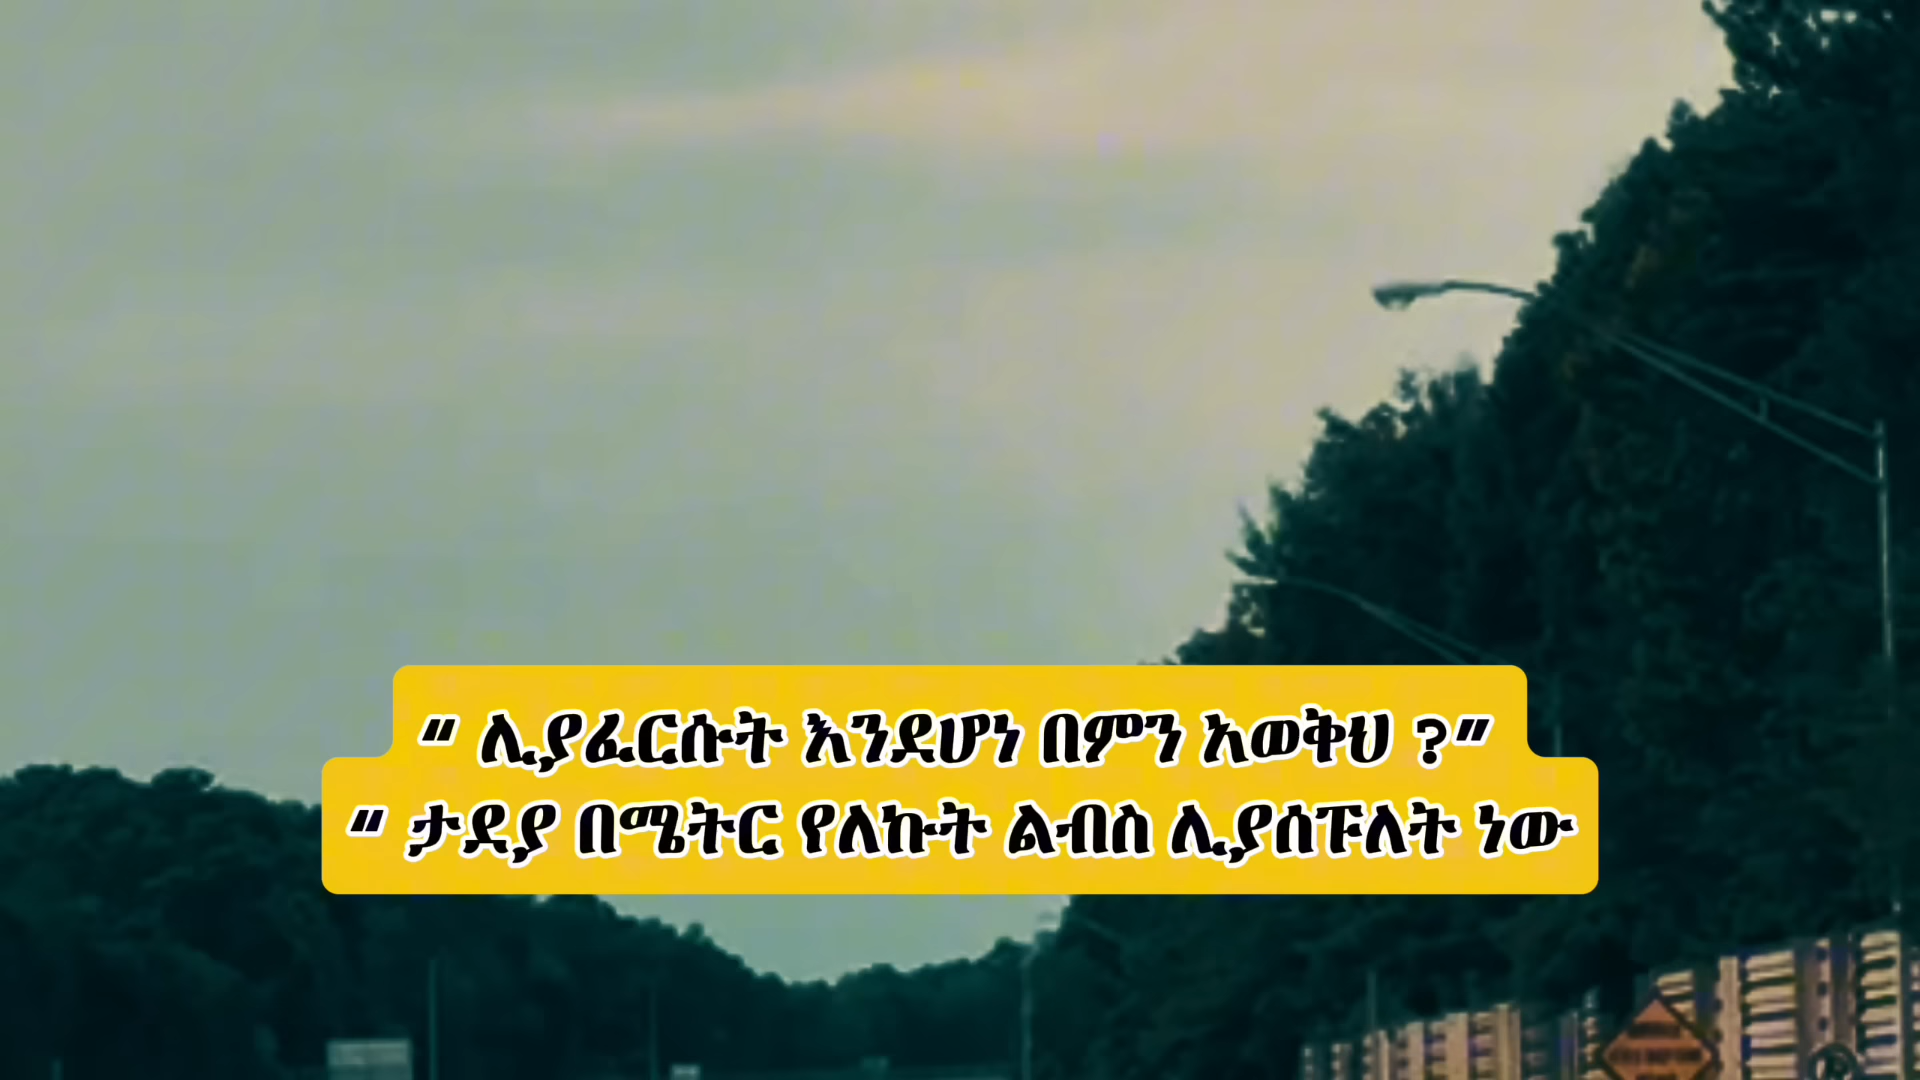 “ ሊያፈርሱት እንደሆነ በምን አወቅህ ?”
“ ታደያ በሜትር የለኩት ልብስ ሊያሰፑለት ነው